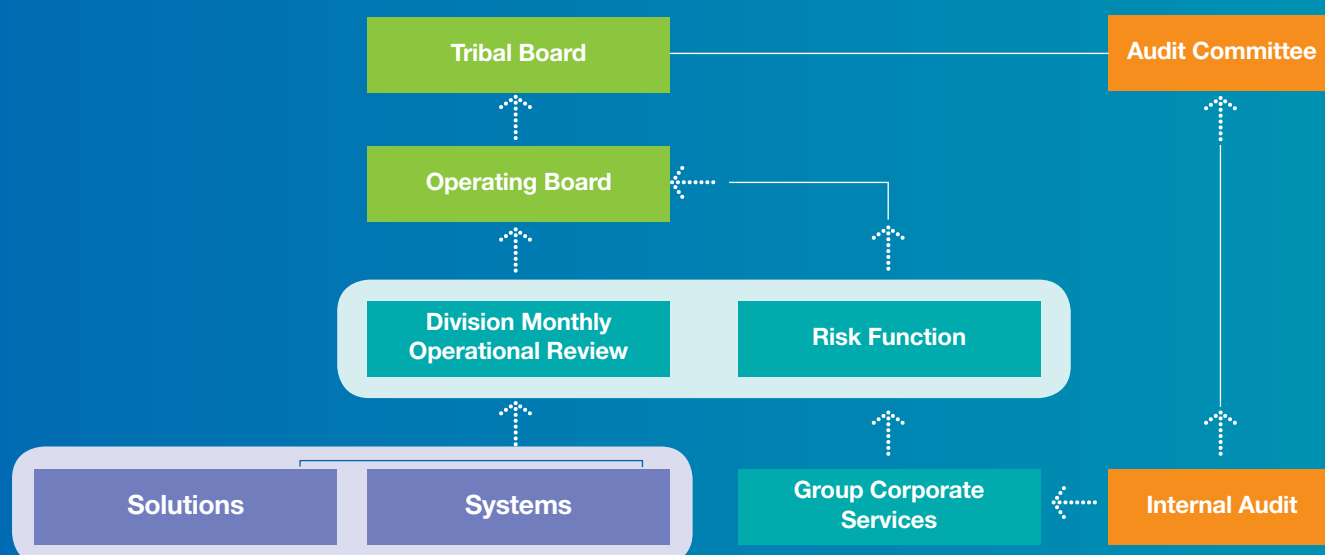 Tribal Board
Audit Committee
Operating Board
Division Monthly
Operational Review
Risk Function
Solutions
Systems
Group Corporate
Services
Internal Audit